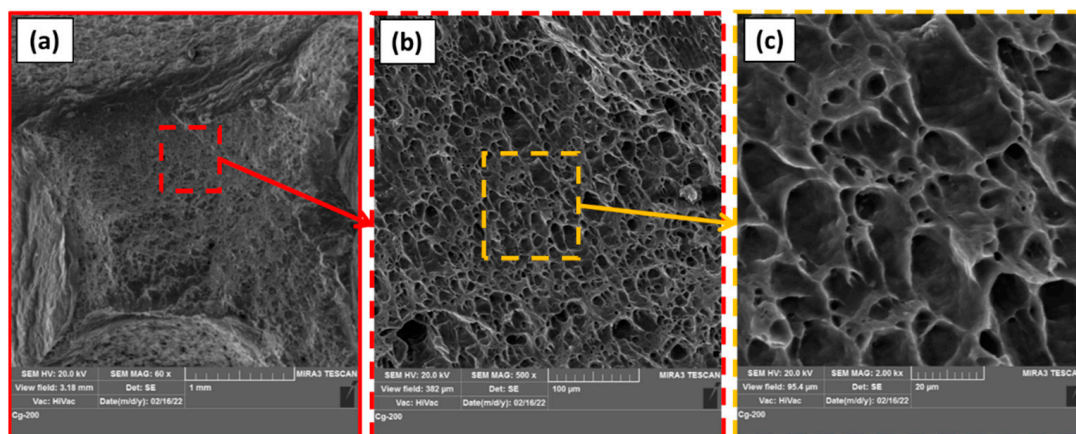 (a)
SEM HV: 20.0 kV SEM MAG: 60 x MIRA3 TESCAN
View field: 3.18 mm Det: SE 1 mm
Vac: HiVac Date(m/d/y): 02/16/22
Cg-200
(b)
SEM HV: 20.0 kV SEM MAG: 500 x MIRA3 TESCAN
View field: 382 µm Det: SE 100 µm
Vac: HiVac Date(m/d/y): 02/16/22
Cg-200
(c)
SEM HV: 20.0 kV SEM MAG: 2.00 kx MIRA3 TESCAN
View field: 95.4 µm Det: SE 20 µm
Vac: HiVac Date(m/d/y): 02/16/22
Cg-200